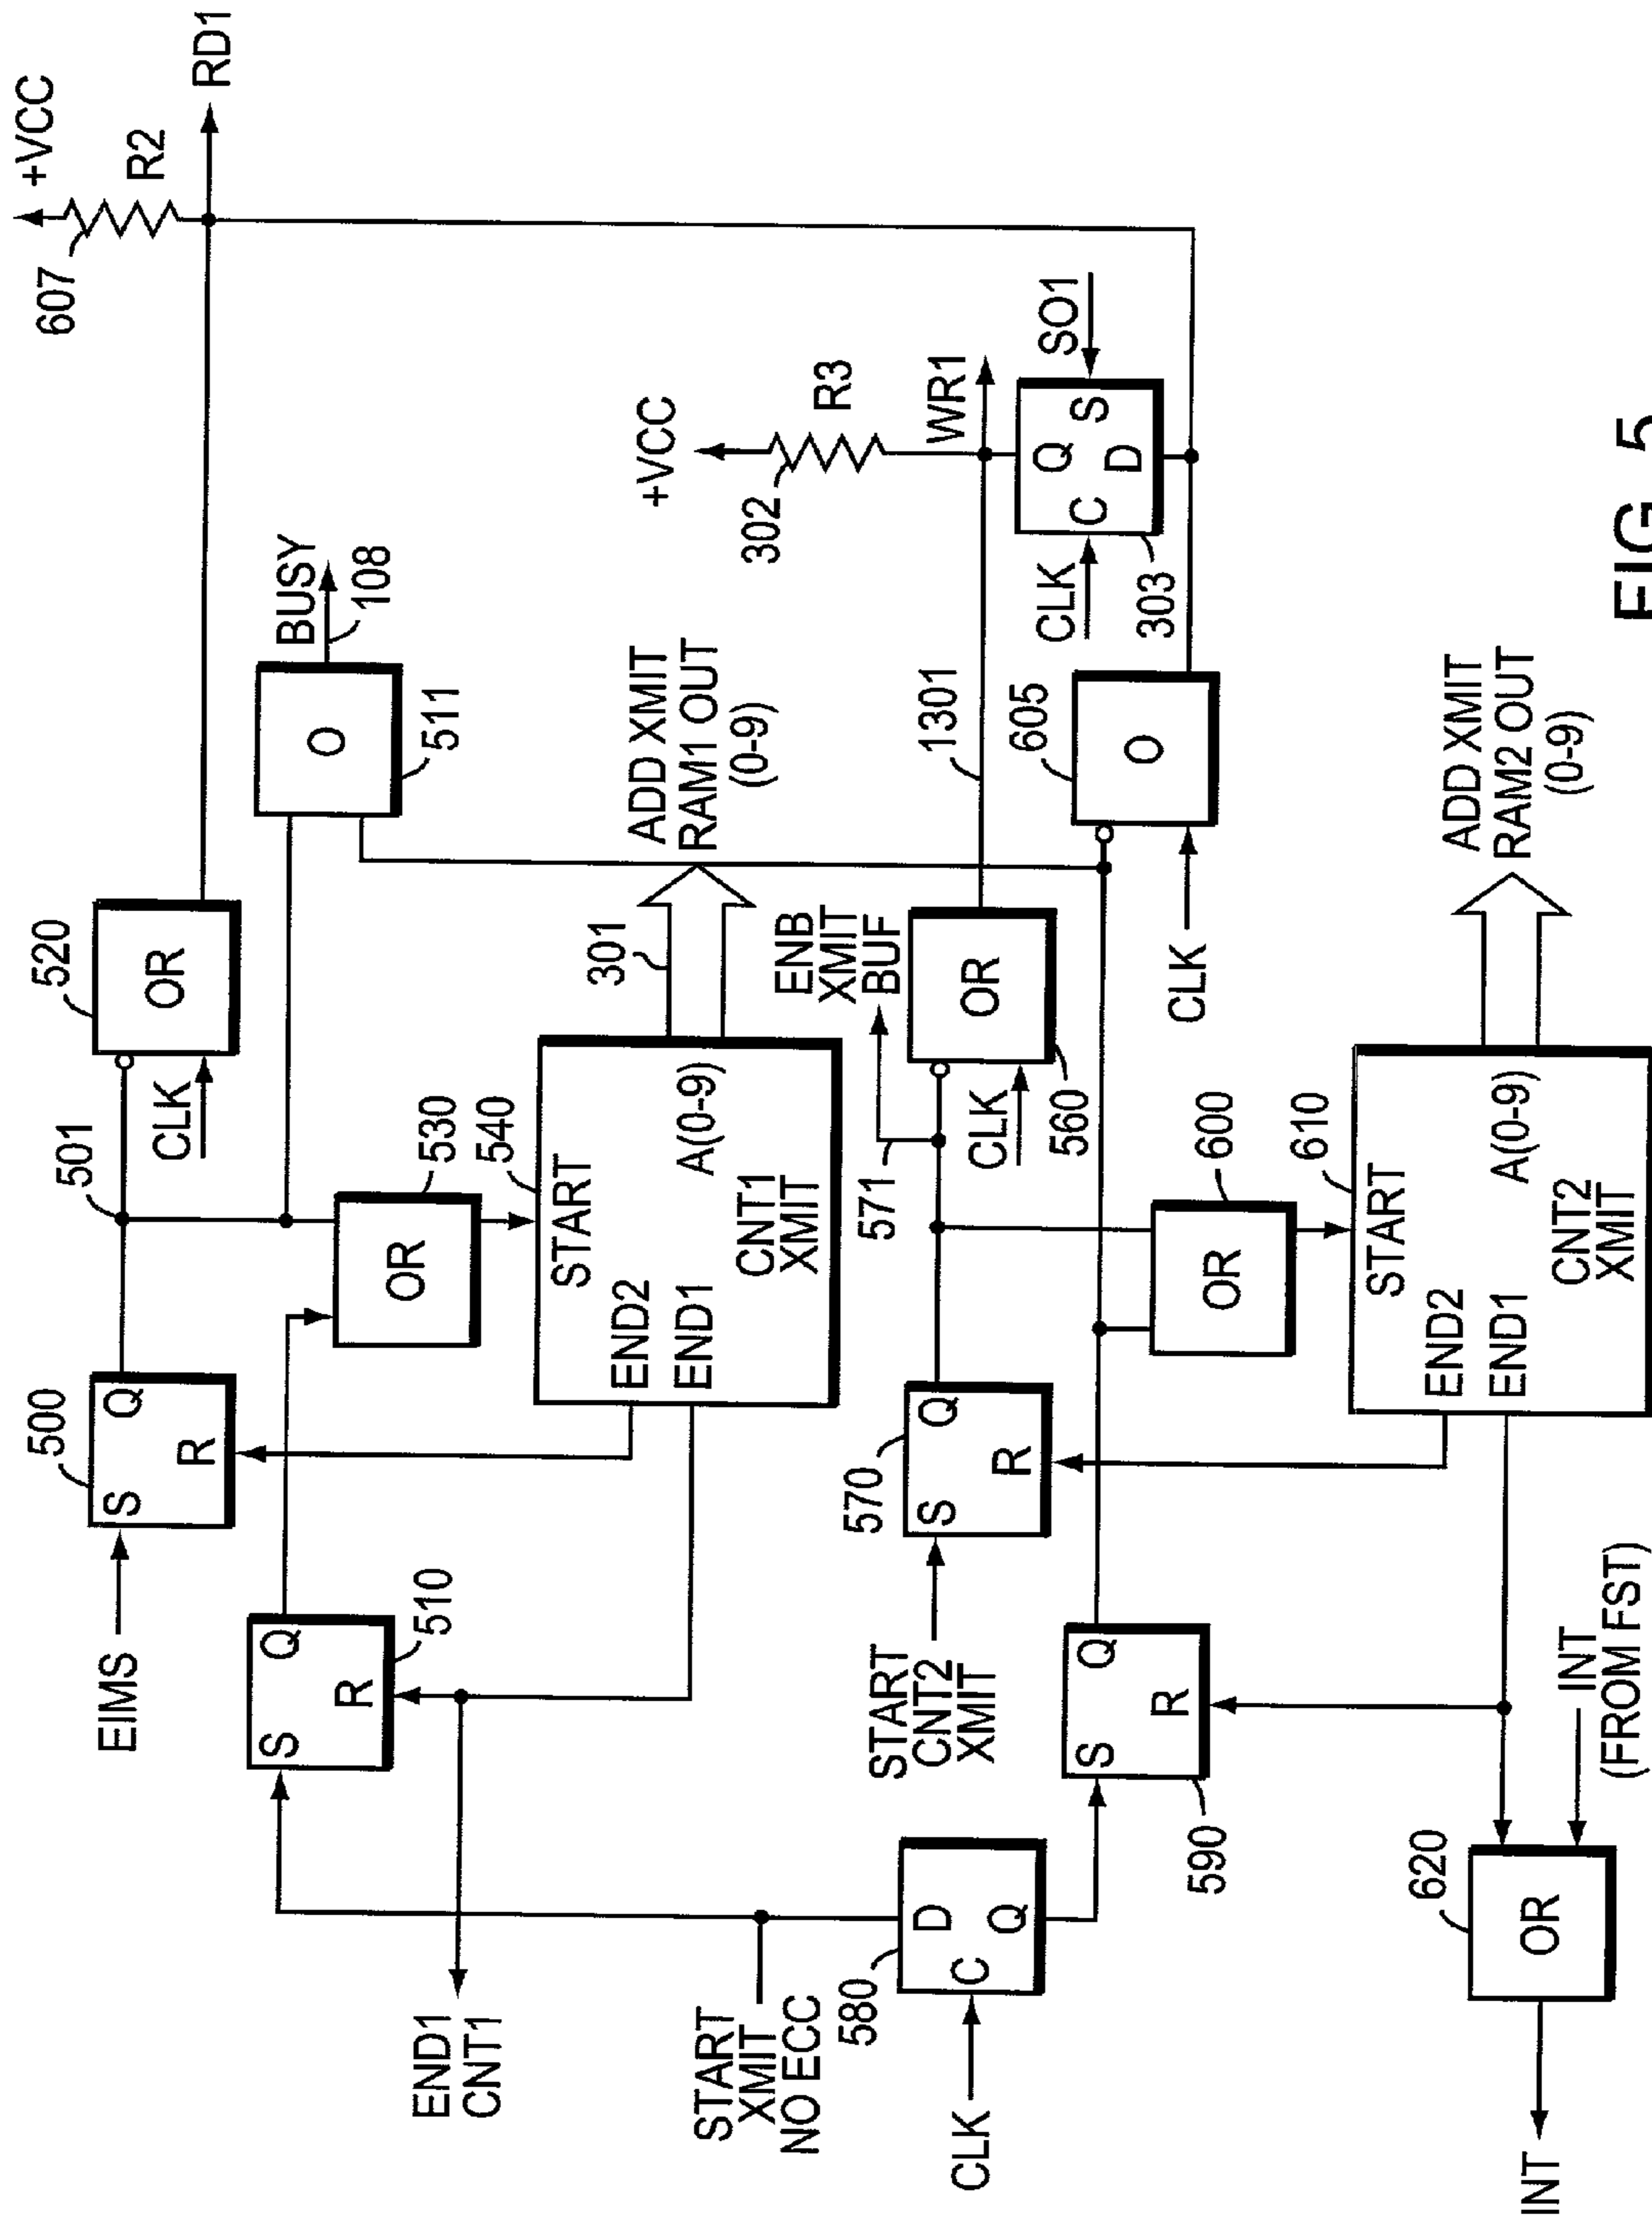 +VCC
607
R2
RD1
BUSY
108
O
511
520
OR
CLK
501
500
S
Q
R
EIMS
530
OR
540
START
END2
END1
A(0-9)
CNT1
XMIT
301
ADD XMIT
RAM1 OUT
(0-9)
S
Q
R
510
END1
CNT1
START
XMIT
NO ECC
+VCC
302
R3
WR1
1301
C
Q
D
S
SO1
CLK
303
605
O
CLK
ENB
XMIT
BUF
571
OR
CLK
560
570
S
Q
R
START
CNT2
XMIT
600
OR
610
START
END2
END1
A(0-9)
CNT2
XMIT
ADD XMIT
RAM2 OUT
(0-9)
580
D
C
Q
CLK
S
Q
R
590
620
OR
INT
(FROM FST)
INT
FIG. 5